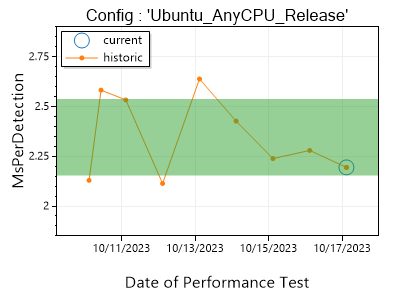 Config : 'Ubuntu_AnyCPU_Release'
current
historic
MsPerDetection
2.75
2.5
2.25
2
10/11/2023
10/13/2023
10/15/2023
10/17/2023
Date of Performance Test